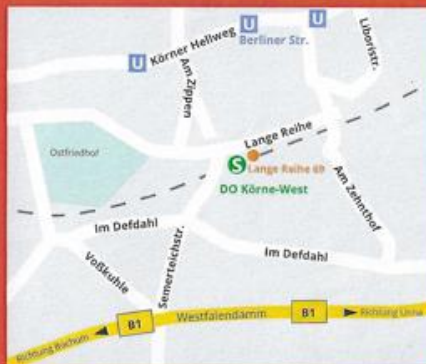 U
U
Körner Hellweg
Berliner Str.
U
Liboristr.
Am Zippen
Lange Reihe
Ostfriedhof
S
Lange Reihe 69
DO Körne-West
Am Zehnthof
Im Defdahl
Im Defdahl
Voßkuhle
Semerteichstr.
B1
Westfalendamm
B1
Richtung Unna
Richtung Bochum